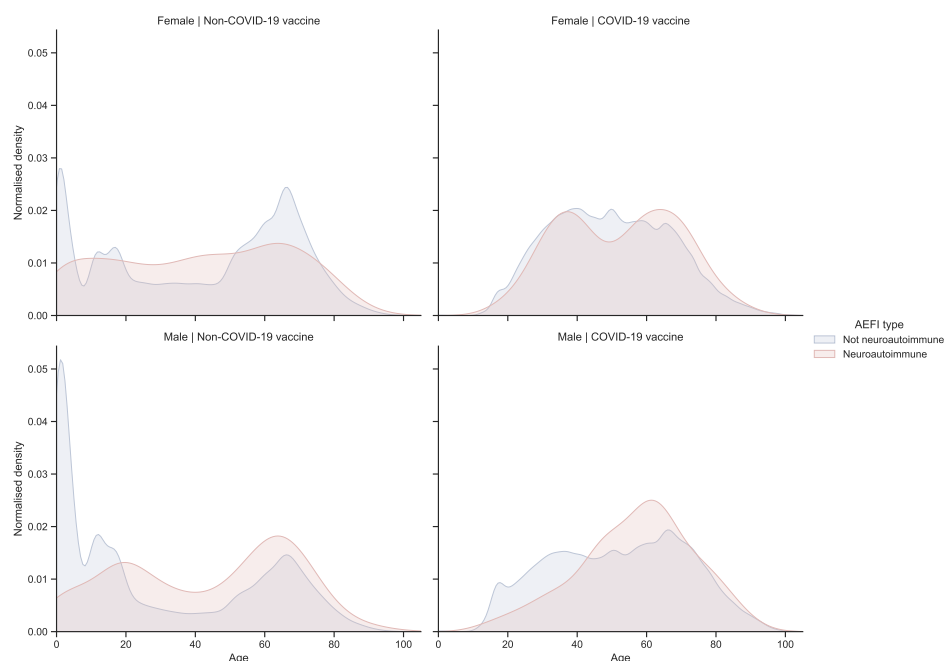 Female | Non-COVID-19 vaccine
Female | COVID-19 vaccine
0.05
0.04
0.03
0.02
0.01
0.00
Normalised density
Male | Non-COVID-19 vaccine
Male | COVID-19 vaccine
0.05
0.04
0.03
0.02
0.01
0.00
Normalised density
0 20 40 60 80 100
Age
0 20 40 60 80 100
Age
AEFI type
Not neuroautoimmune
Neuroautoimmune